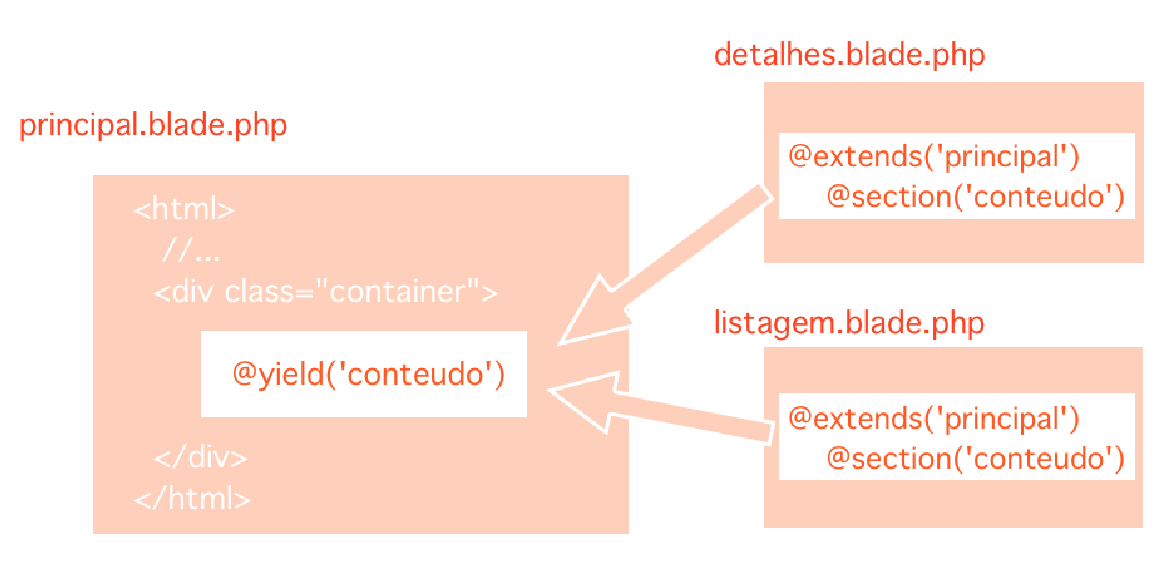 principal.blade.php
<html>
//...
<div class="container">
@yield('conteudo')
</div>
</html>
detalhes.blade.php
@extends('principal')
@section('conteudo')
listagem.blade.php
@extends('principal')
@section('conteudo')